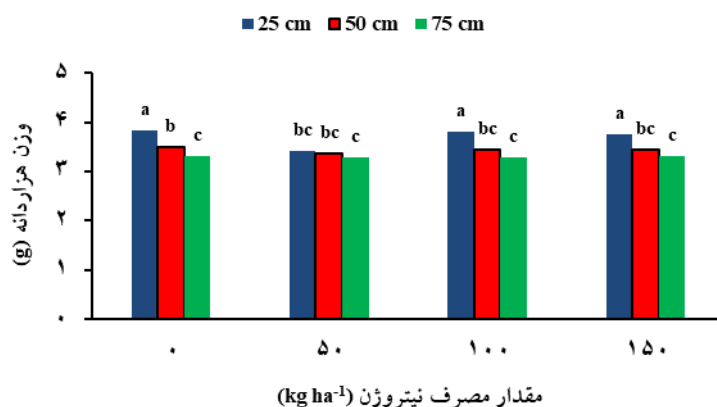 25 cm 50 cm 75 cm
وزن هزاردانه (g)
۵
۴
۳
۲
۱
۰
a b c
bc bc c
a bc c
a bc c
۰ ۵۰ ۱۰۰ ۱۵۰
مقدار مصرف نیتروژن (kg ha⁻¹)